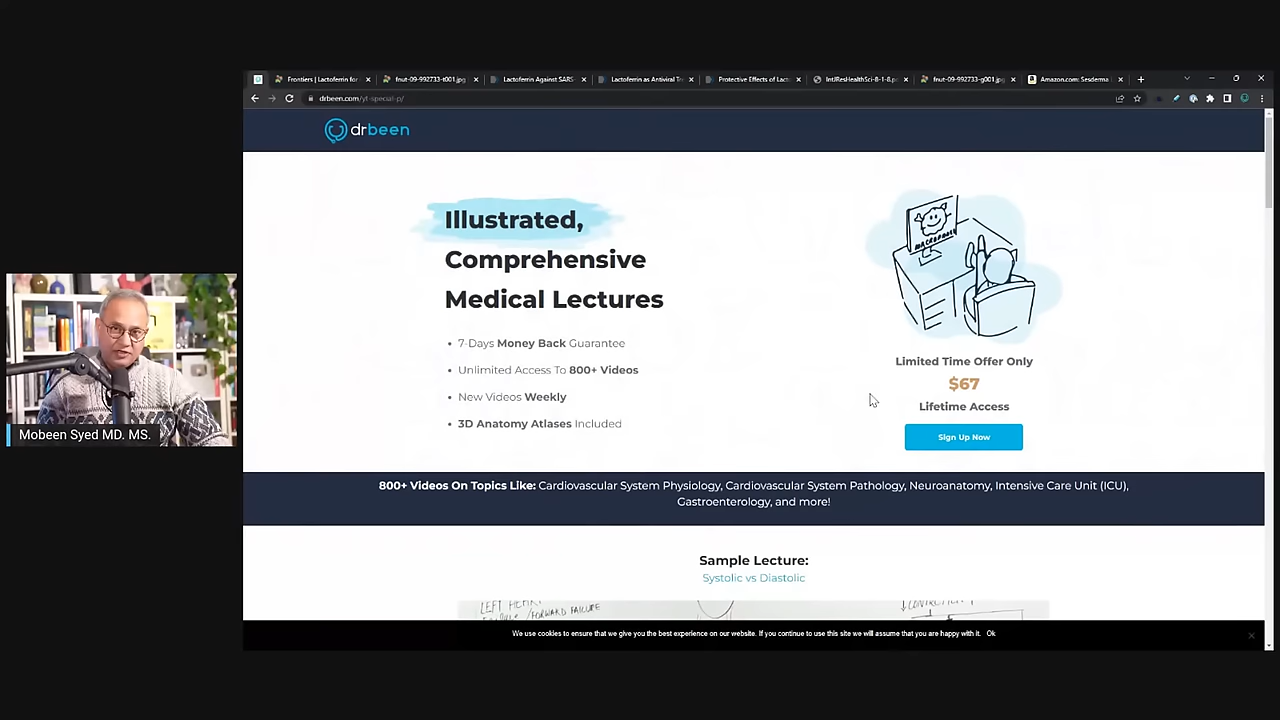 Frontiers | Lactoferrin for
fnut-09-992733-t001.jpg
Lactoferrin Against SARS-
Lactoferrin as Antiviral Tr
Protective Effects of Lact
IntJResHealthSci-8-1-8.p
fnut-09-992733-g001.jpg
Amazon.com: Sesderma
drbeen.com/yt-special-p/
drbeen
Illustrated,
Comprehensive
Medical Lectures
• 7-Days Money Back Guarantee
• Unlimited Access To 800+ Videos
• New Videos Weekly
• 3D Anatomy Atlases Included
MACROPHAGE
Limited Time Offer Only
$67
Lifetime Access
Sign Up Now
Mobeen Syed MD. MS.
800+ Videos On Topics Like: Cardiovascular System Physiology, Cardiovascular System Pathology, Neuroanatomy, Intensive Care Unit (ICU),
Gastroenterology, and more!
Sample Lecture:
Systolic vs Diastolic
LEFT HEART
/FORWARD FAILURE
We use cookies to ensure that we give you the best experience on our website. If you continue to use this site we will assume that you are happy with it. Ok